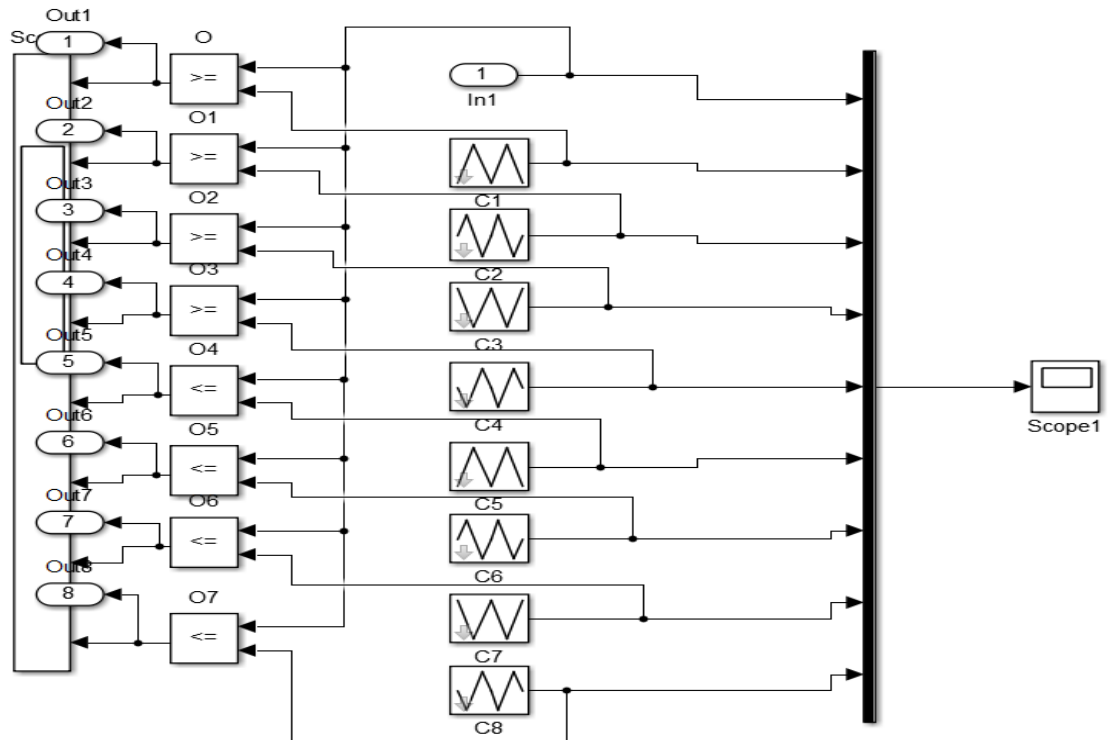 Out1
O
Sc
1
>=
1
In1
Out2
O1
2
>=
C1
Out3
O2
3
>=
C2
Out4
O3
4
>=
C3
Out5
O4
5
<=
Scope1
Out6
C4
O5
6
<=
Out7
O6
C5
7
<=
Out8
C6
O7
8
<=
C7
C8